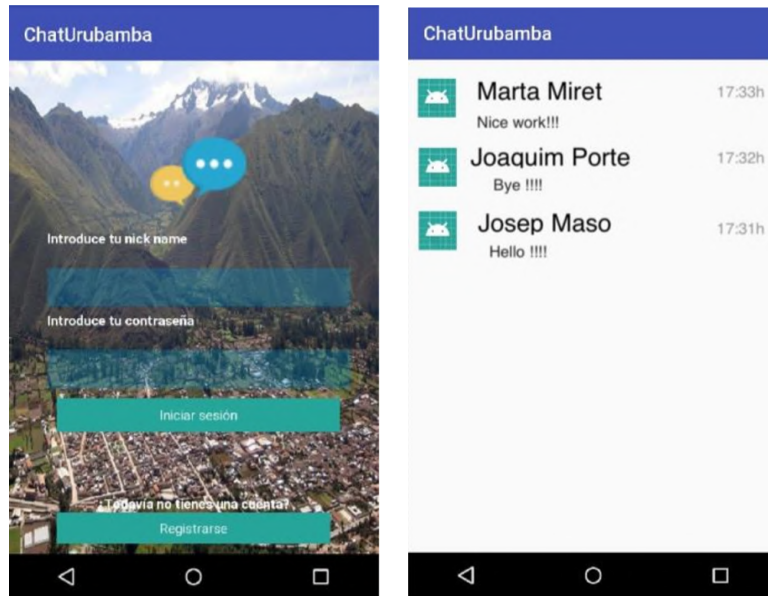 ChatUrubamba
Introduce tu nick name
Introduce tu contraseña
Iniciar sesión
¿Todavía no tienes una cuenta?
Registrarse
ChatUrubamba
Marta Miret 17:33h
Nice work!!!
Joaquim Porte 17:32h
Bye !!!!
Josep Maso 17:31h
Hello !!!!